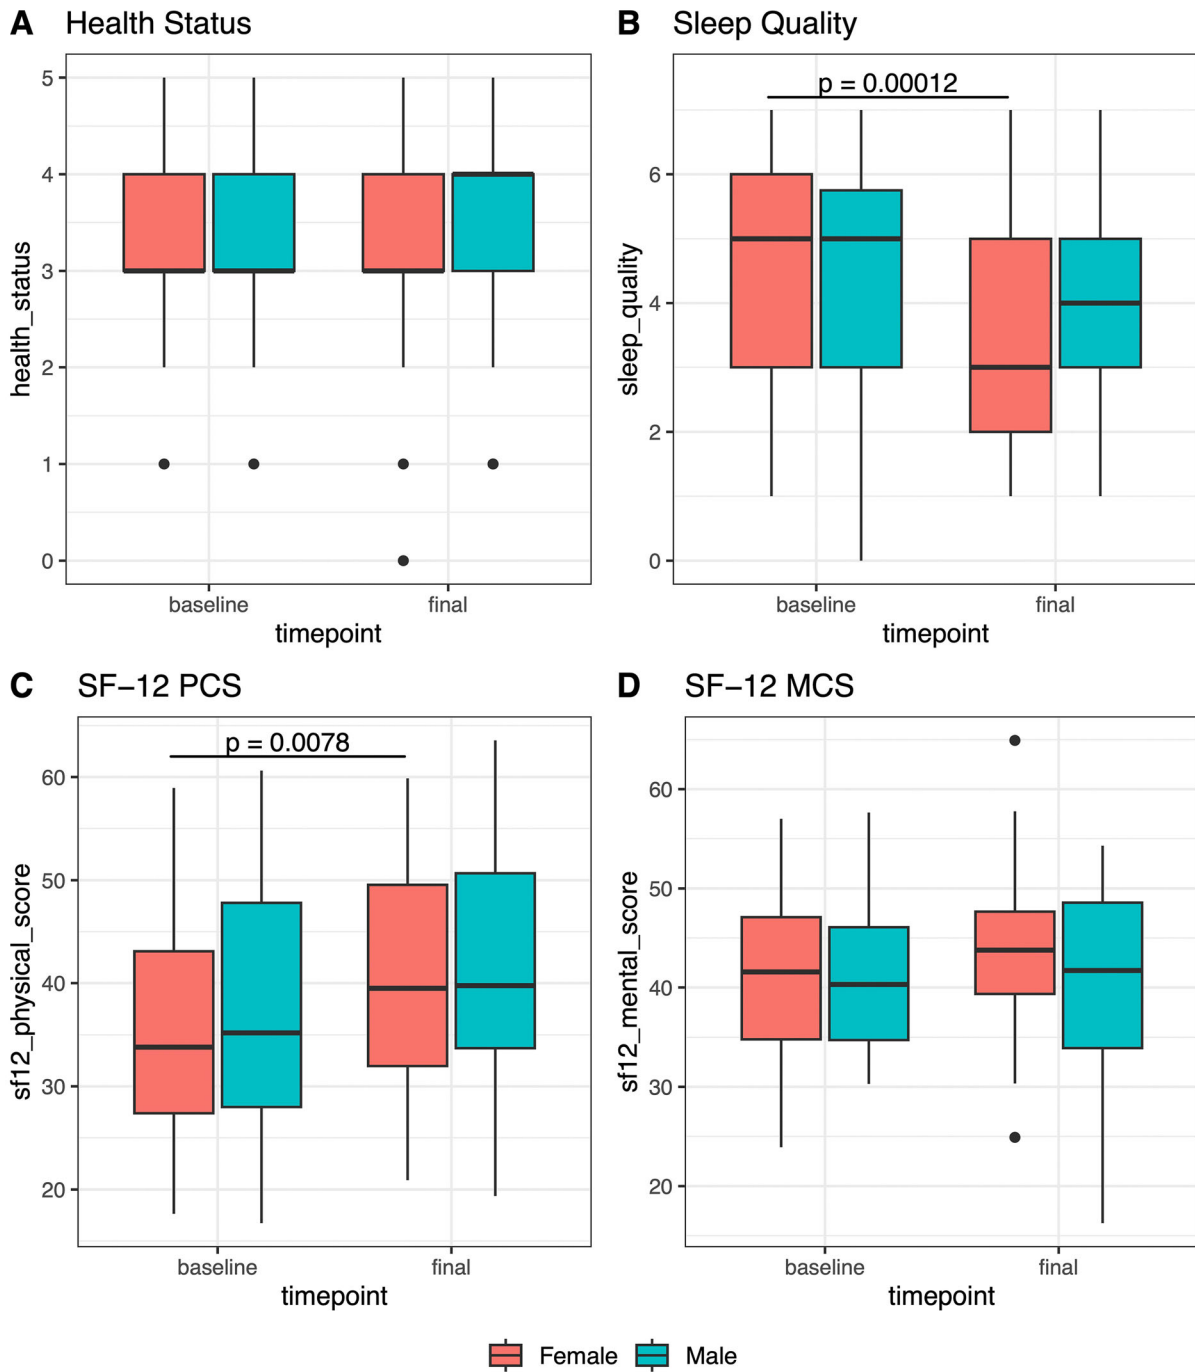 A Health Status
health_status
5
4
3
2
1
0
baseline final
timepoint
B Sleep Quality
sleep_quality
p = 0.00012
6
4
2
0
baseline final
timepoint
C SF−12 PCS
sf12_physical_score
p = 0.0078
60
50
40
30
20
baseline final
timepoint
D SF−12 MCS
sf12_mental_score
60
50
40
30
20
baseline final
timepoint
Female Male